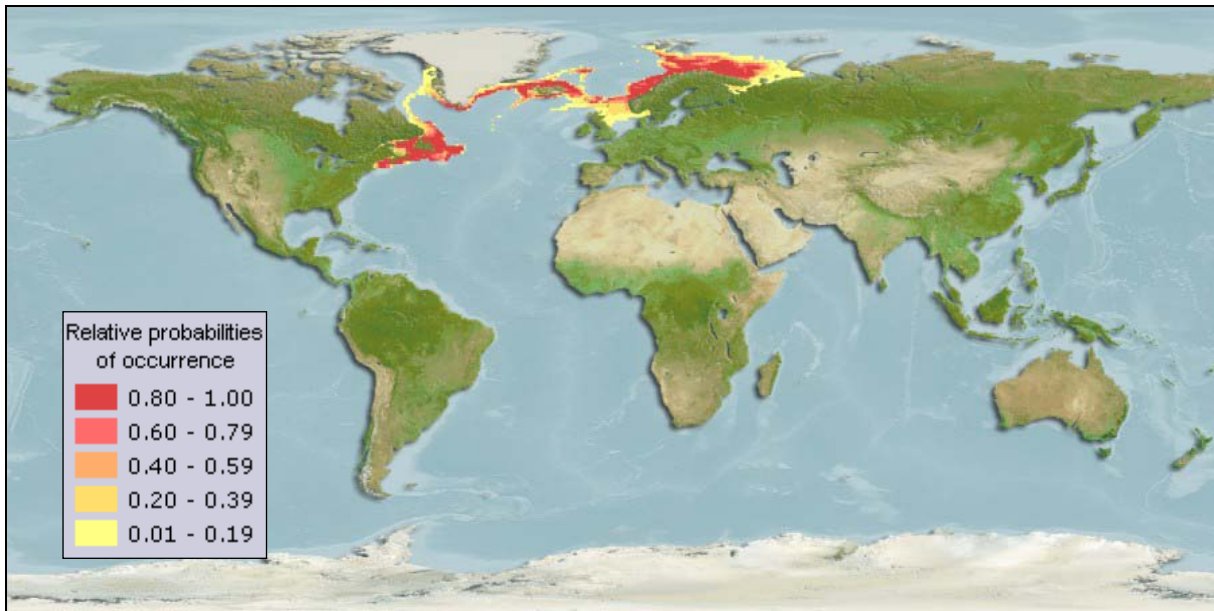 Relative probabilities
of occurrence
0.80 - 1.00
0.60 - 0.79
0.40 - 0.59
0.20 - 0.39
0.01 - 0.19